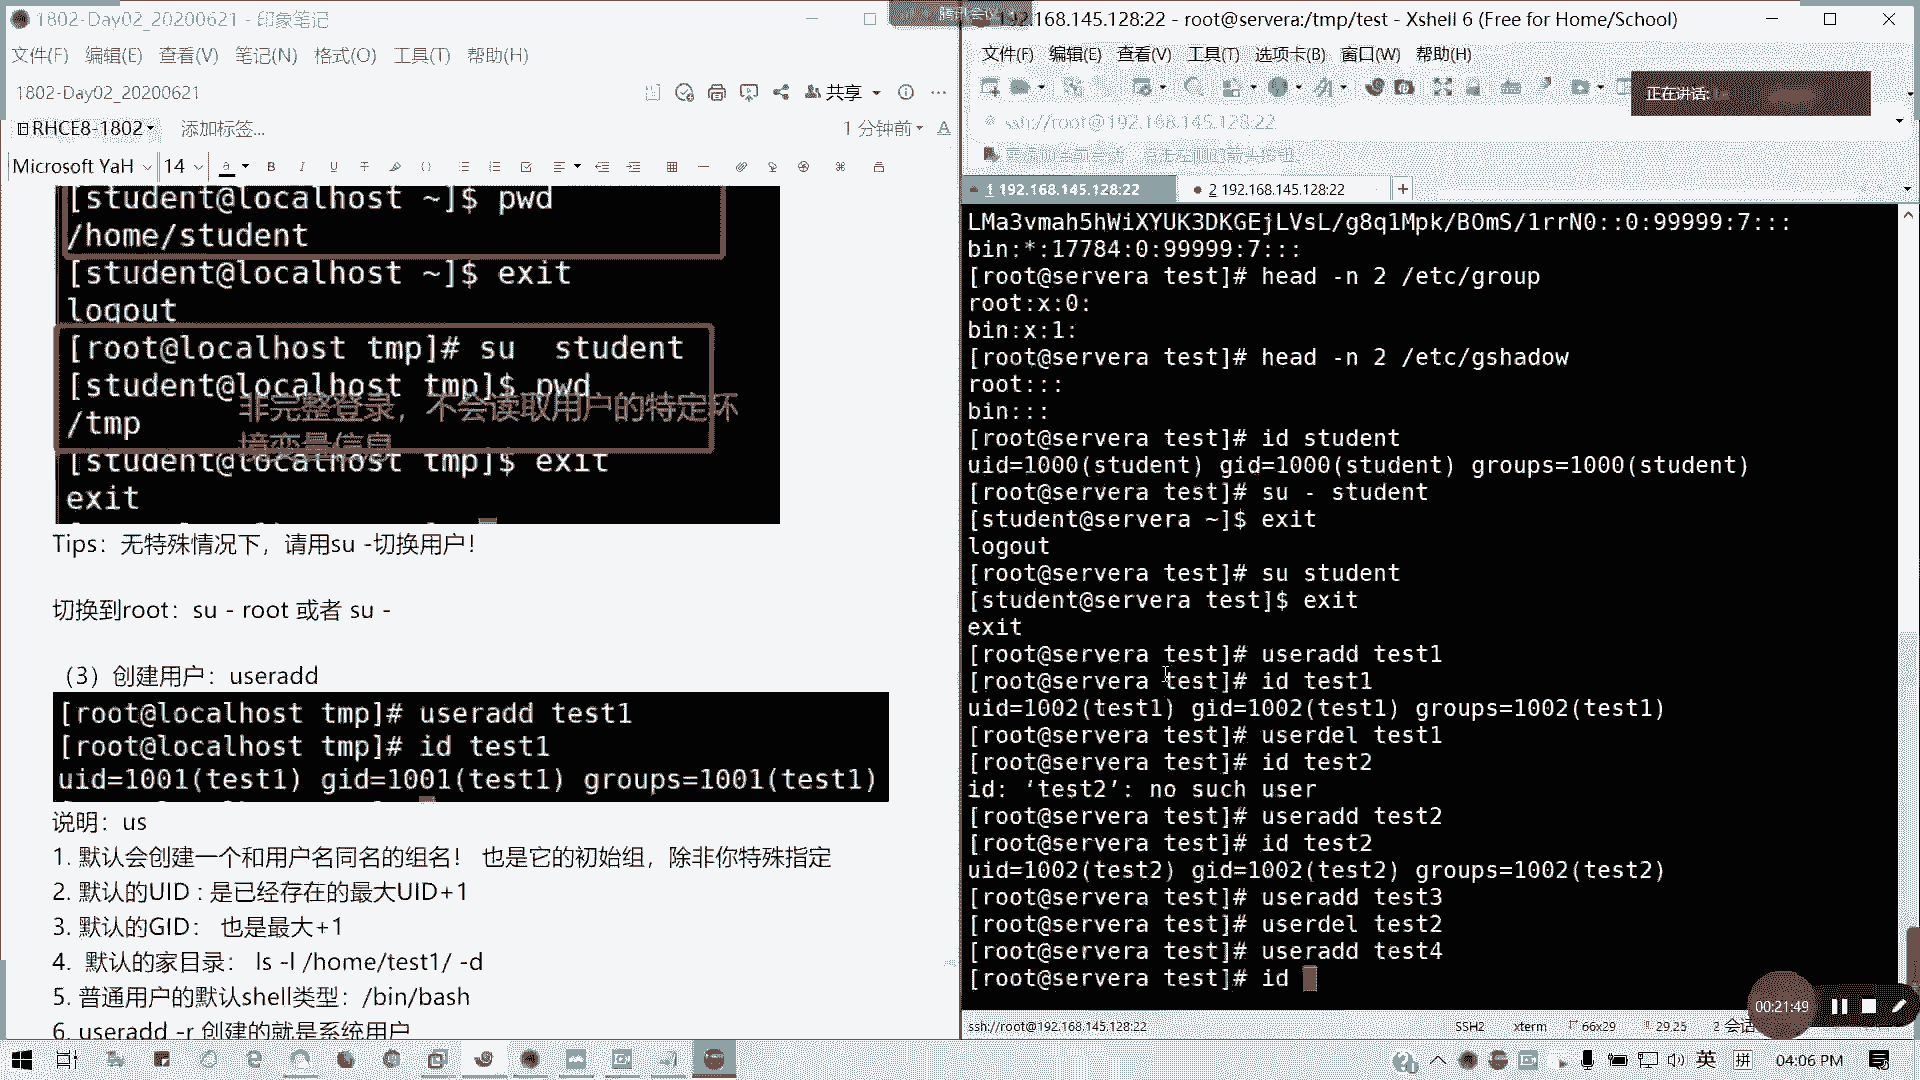 1802-Day02_20200621 - 印象笔记
文件(F) 编辑(E) 查看(V) 笔记(N) 格式(O) 工具(T) 帮助(H)
1802-Day02_20200621
共享
RHCE8-1802
添加标签...
1 分钟前
Microsoft YaH
14
[student@localhost ~]$ pwd
/home/student
[student@localhost ~]$ exit
logout
[root@localhost tmp]# su  student
[student@localhost tmp]$ pwd
/tmp
非完整登录，不会读取用户的特定环
境变量信息
[student@localhost tmp]$ exit
exit
Tips：无特殊情况下，请用su -切换用户！
切换到root：su - root 或者 su -
（3）创建用户：useradd
[root@localhost tmp]# useradd test1
[root@localhost tmp]# id test1
uid=1001(test1) gid=1001(test1) groups=1001(test1)
说明：us
1. 默认会创建一个和用户名同名的组名！ 也是它的初始组，除非你特殊指定
2. 默认的UID : 是已经存在的最大UID+1
3. 默认的GID： 也是最大+1
4.  默认的家目录： ls -l /home/test1/ -d
5. 普通用户的默认shell类型：/bin/bash
6. useradd -r 创建的就是系统用户
192.168.145.128:22 - root@servera:/tmp/test - Xshell 6 (Free for Home/School)
文件(F) 编辑(E) 查看(V) 工具(T) 选项卡(B) 窗口(W) 帮助(H)
正在讲话:
ssh://root@192.168.145.128:22
1 192.168.145.128:22
2 192.168.145.128:22
LMa3vmah5hWiXYUK3DKGEjLVsL/g8q1Mpk/BOmS/1rrN0::0:99999:7:::
bin:*:17784:0:99999:7:::
[root@servera test]# head -n 2 /etc/group
root:x:0:
bin:x:1:
[root@servera test]# head -n 2 /etc/gshadow
root:::
bin:::
[root@servera test]# id student
uid=1000(student) gid=1000(student) groups=1000(student)
[root@servera test]# su - student
[student@servera ~]$ exit
logout
[root@servera test]# su student
[student@servera test]$ exit
exit
[root@servera test]# useradd test1
[root@servera test]# id test1
uid=1002(test1) gid=1002(test1) groups=1002(test1)
[root@servera test]# userdel test1
[root@servera test]# id test2
id: ‘test2’: no such user
[root@servera test]# useradd test2
[root@servera test]# id test2
uid=1002(test2) gid=1002(test2) groups=1002(test2)
[root@servera test]# useradd test3
[root@servera test]# userdel test2
[root@servera test]# useradd test4
[root@servera test]# id
00:21:49
ssh://root@192.168.145.128:22
SSH2
xterm
66x29
29,25
2 会话
英
拼
04:06 PM